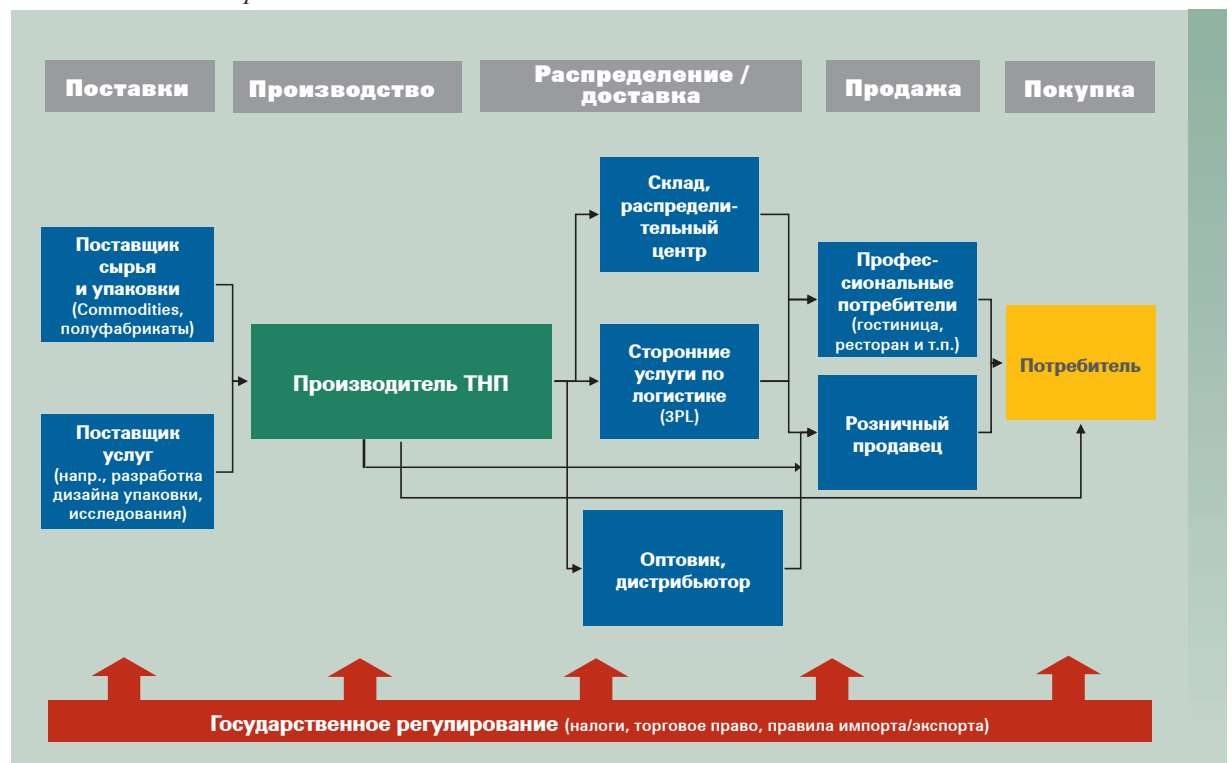 Поставки
Производство
Распределение /
доставка
Продажа
Покупка
Склад,
распредели-
тельный
центр
Поставщик
сырья
и упаковки
(Commodities,
полуфабрикаты)
Профес-
сиональные
потребители
(гостиница,
ресторан и т.п.)
Производитель ТНП
Сторонние
услуги по
логистике
(3PL)
Потребитель
Поставщик
услуг
(напр., разработка
дизайна упаковки,
исследования)
Розничный
продавец
Оптовик,
дистрибьютор
Государственное регулирование (налоги, торговое право, правила импорта/экспорта)